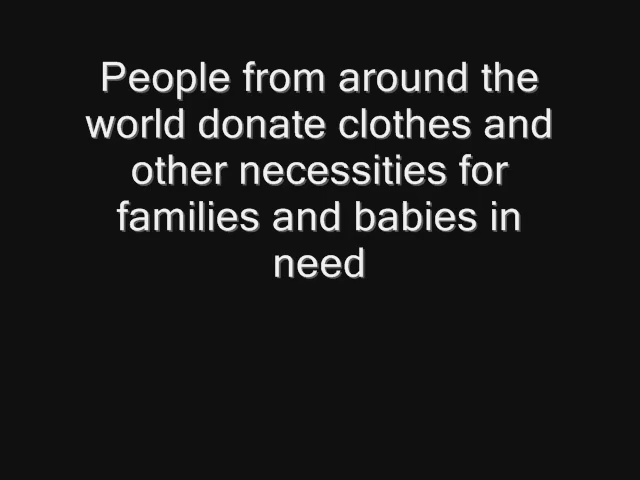 People from around the
world donate clothes and
other necessities for
families and babies in
need